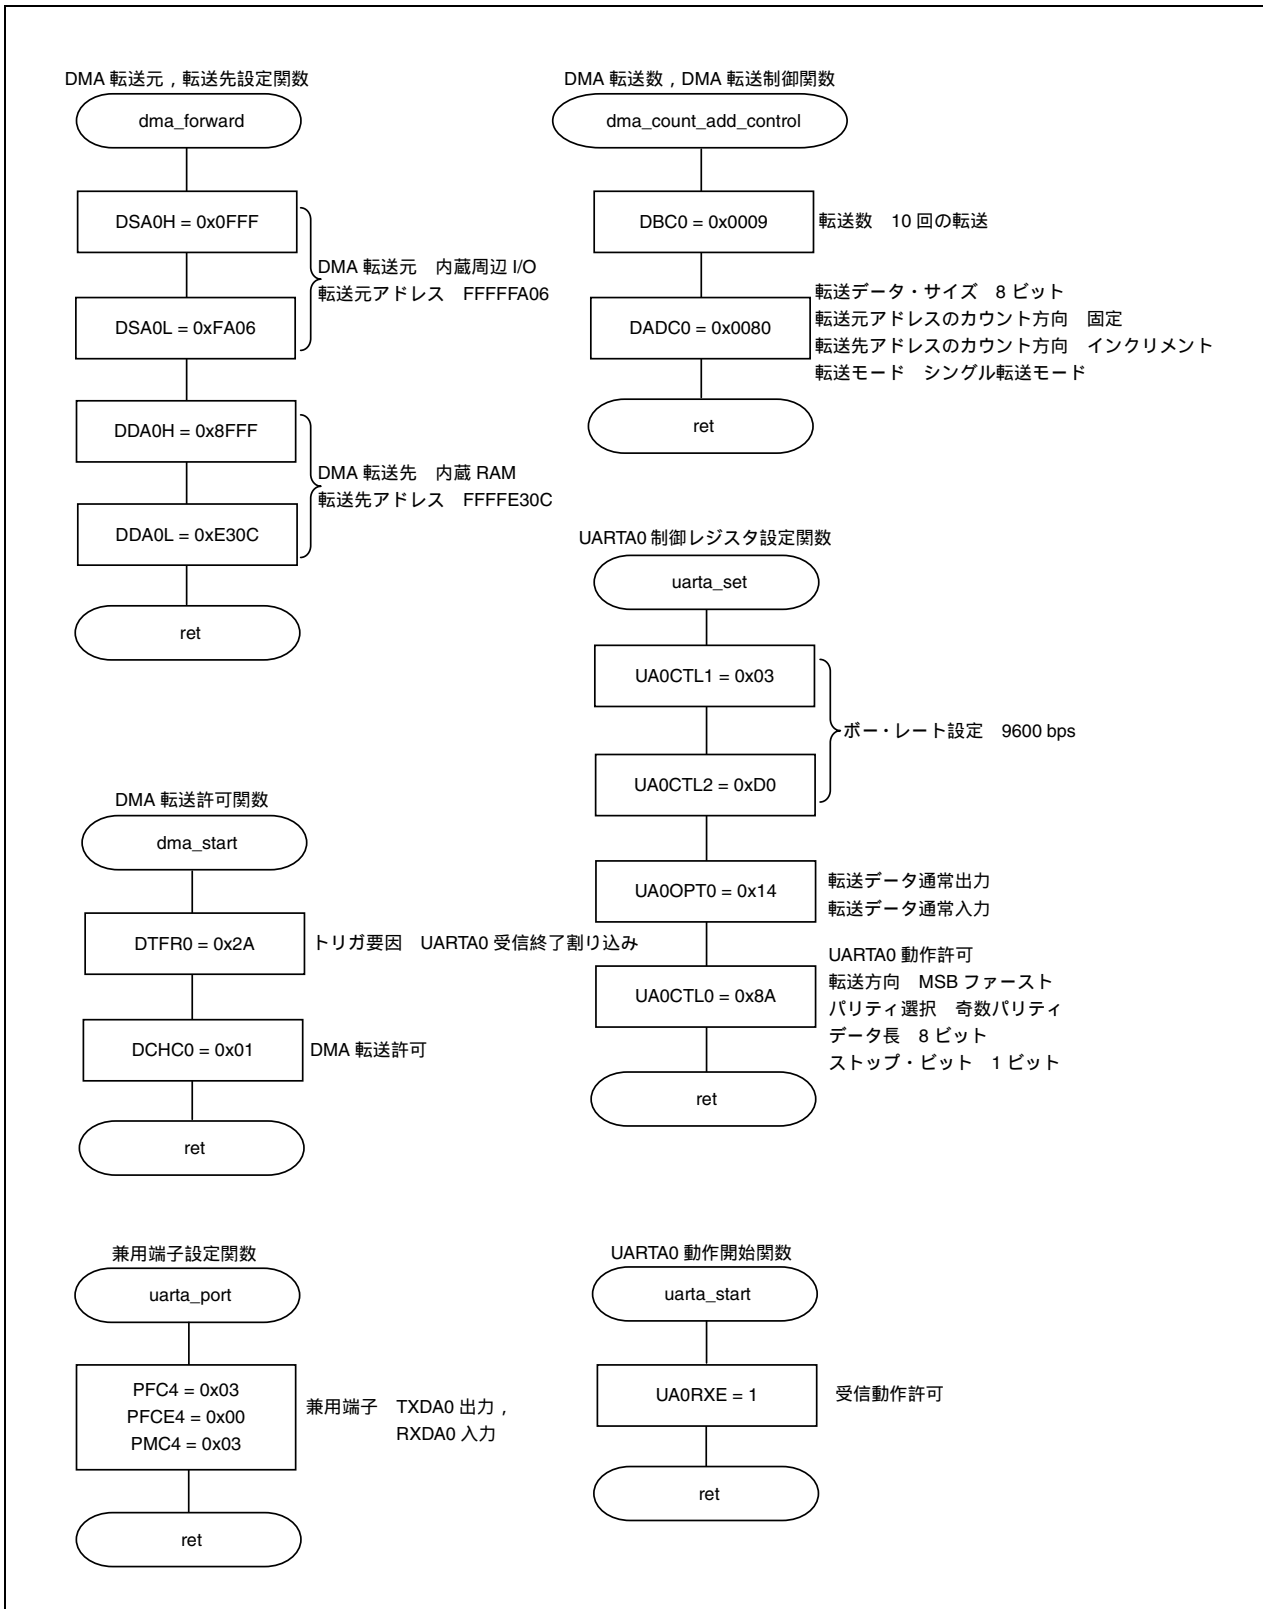 DMA 転送元，転送先設定関数
dma_forward
DSA0H = 0x0FFF
DSA0L = 0xFA06
DMA 転送元　内蔵周辺 I/O
転送元アドレス　FFFFFA06
DDA0H = 0x8FFF
DDA0L = 0xE30C
DMA 転送先　内蔵 RAM
転送先アドレス　FFFFE30C
ret
DMA 転送数，DMA 転送制御関数
dma_count_add_control
DBC0 = 0x0009
転送数　10 回の転送
DADC0 = 0x0080
転送データ・サイズ　8 ビット
転送元アドレスのカウント方向　固定
転送先アドレスのカウント方向　インクリメント
転送モード　シングル転送モード
ret
UARTA0 制御レジスタ設定関数
uarta_set
UA0CTL1 = 0x03
UA0CTL2 = 0xD0
ボー・レート設定　9600 bps
UA0OPT0 = 0x14
転送データ通常出力
転送データ通常入力
UA0CTL0 = 0x8A
UARTA0 動作許可
転送方向　MSB ファースト
パリティ選択　奇数パリティ
データ長　8 ビット
ストップ・ビット　1 ビット
ret
DMA 転送許可関数
dma_start
DTFR0 = 0x2A
トリガ要因　UARTA0 受信終了割り込み
DCHC0 = 0x01
DMA 転送許可
ret
兼用端子設定関数
uarta_port
PFC4 = 0x03
PFCE4 = 0x00
PMC4 = 0x03
兼用端子　TXDA0 出力，
RXDA0 入力
ret
UARTA0 動作開始関数
uarta_start
UA0RXE = 1
受信動作許可
ret